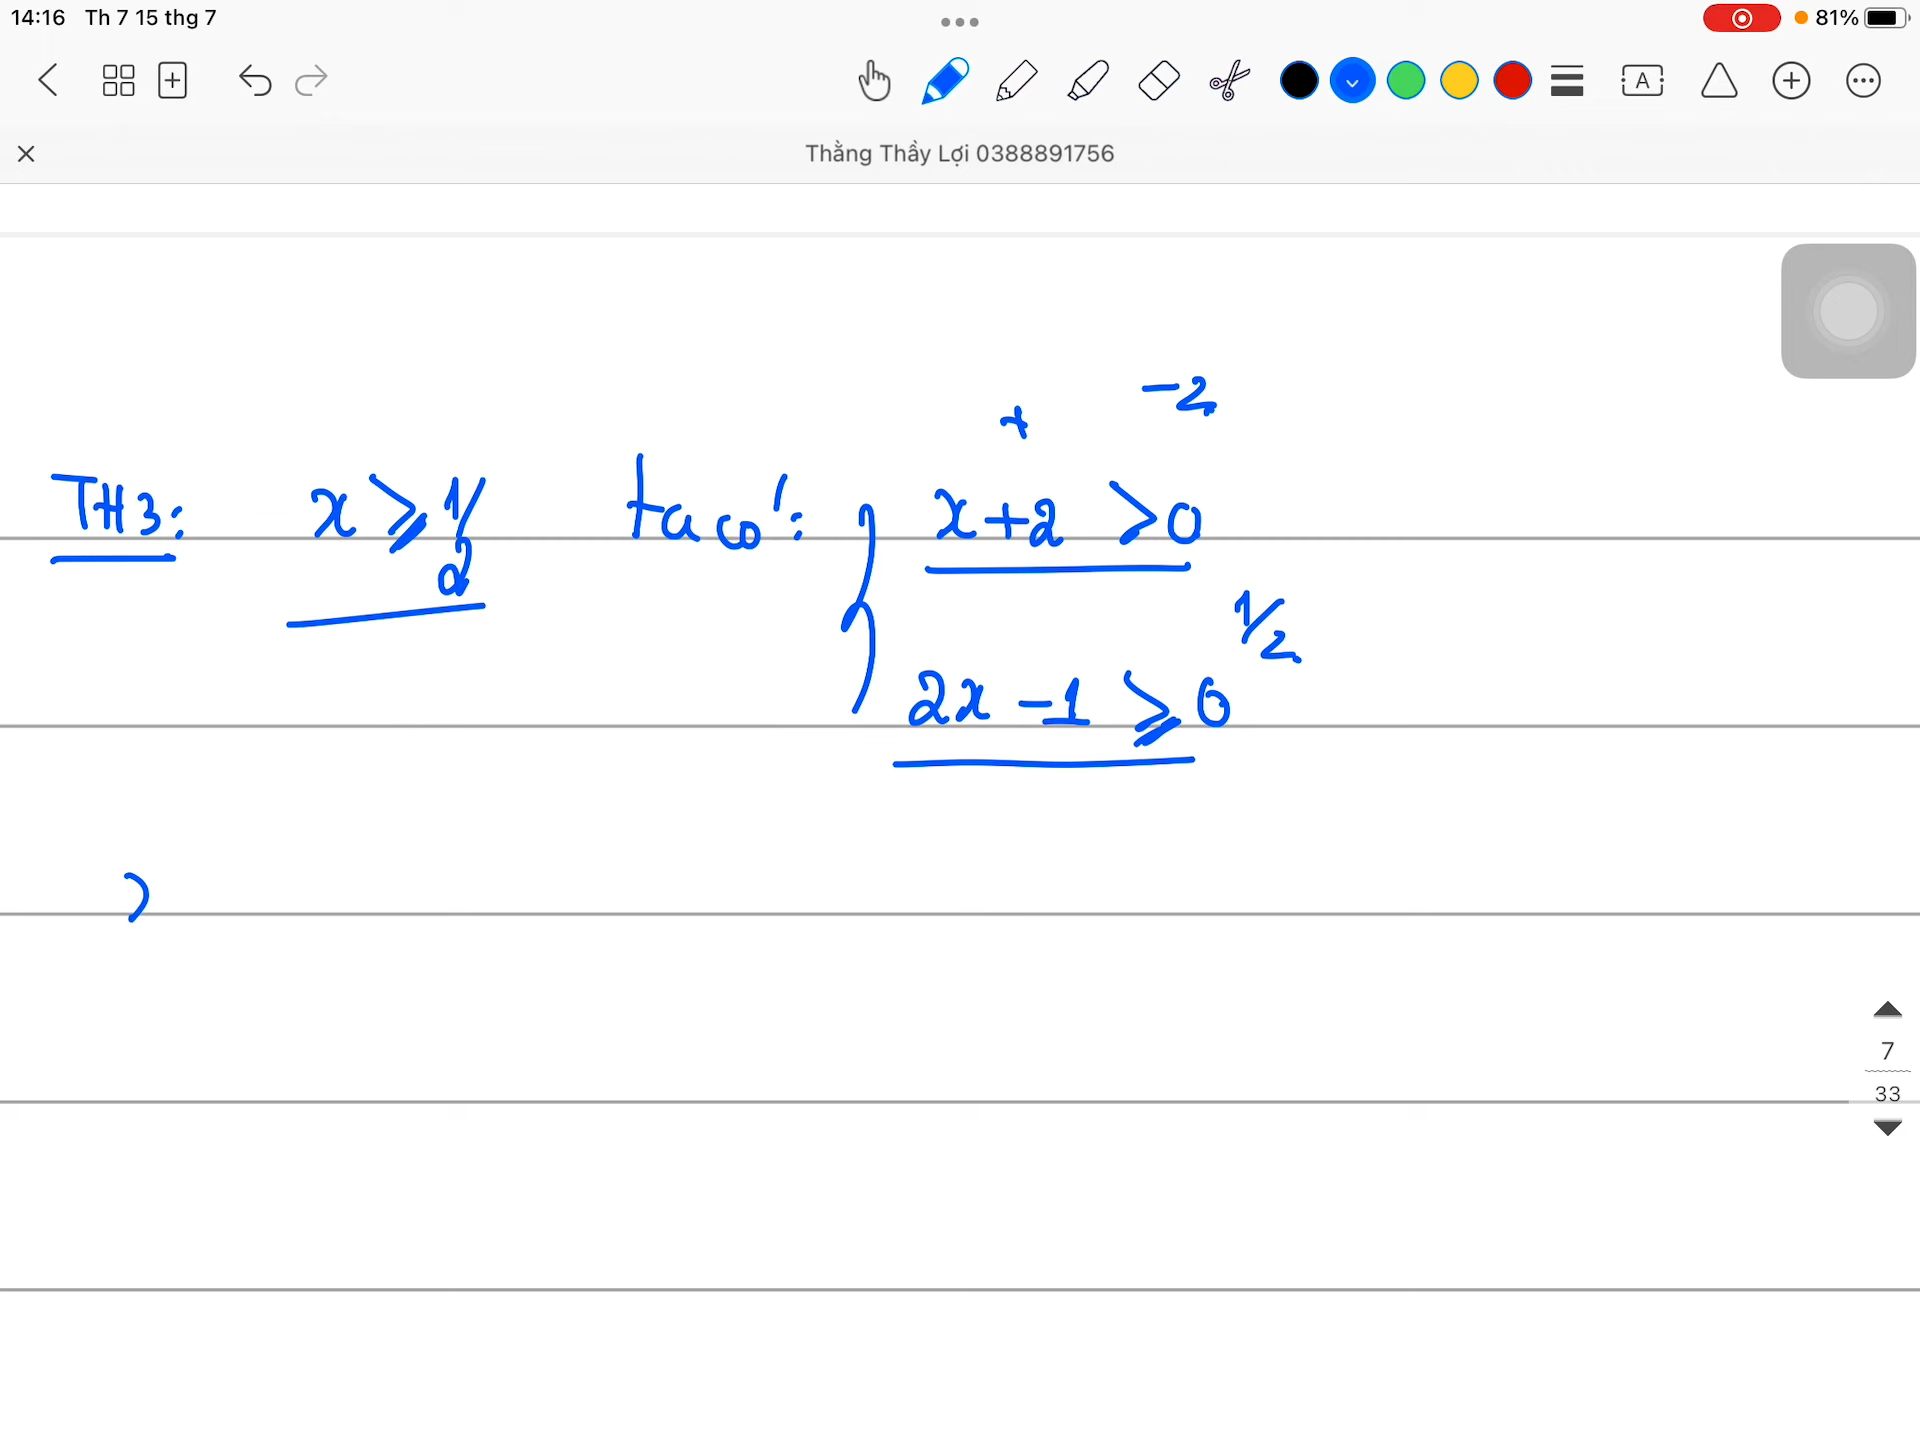 14:16 Th 7 15 thg 7
81%
A
Thằng Thầy Lợi 0388891756
-2
+
TH3: x ≥ 1/2 ta có: x+2 >0
1/2
2x -1 ≥ 0
7
33